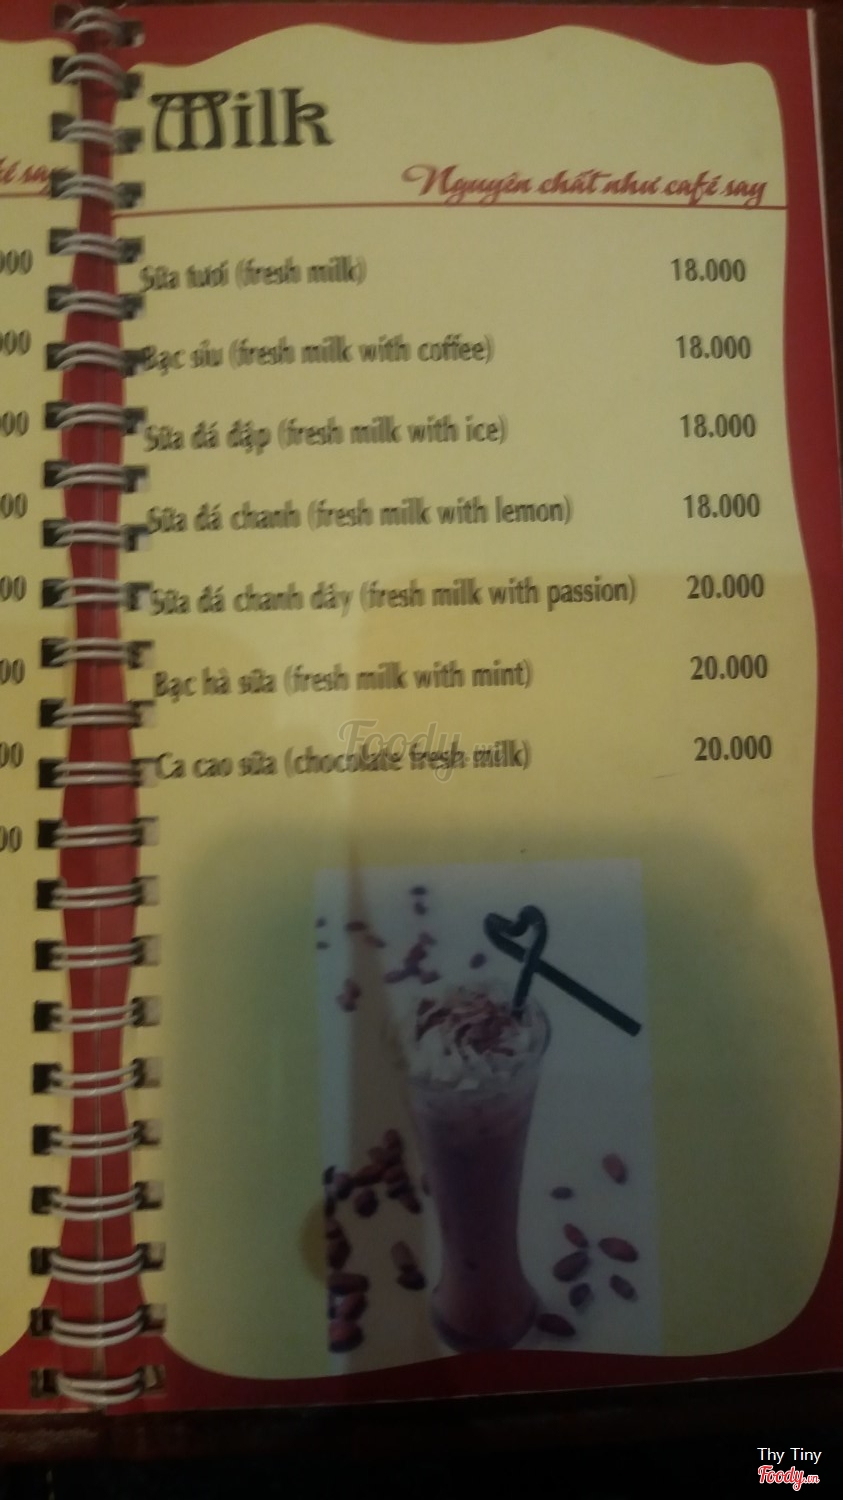 Milk
Nguyên chất như café say
Sữa tươi (fresh milk) 18.000
Bạc sỉu (fresh milk with coffee) 18.000
Sữa đá đập (fresh milk with ice) 18.000
Sữa đá chanh (fresh milk with lemon) 18.000
Sữa đá chanh dây (fresh milk with passion) 20.000
Bạc hà sữa (fresh milk with mint) 20.000
Ca cao sữa (chocolate fresh milk) 20.000
Foody.vn
Thy Tiny
Foody.vn